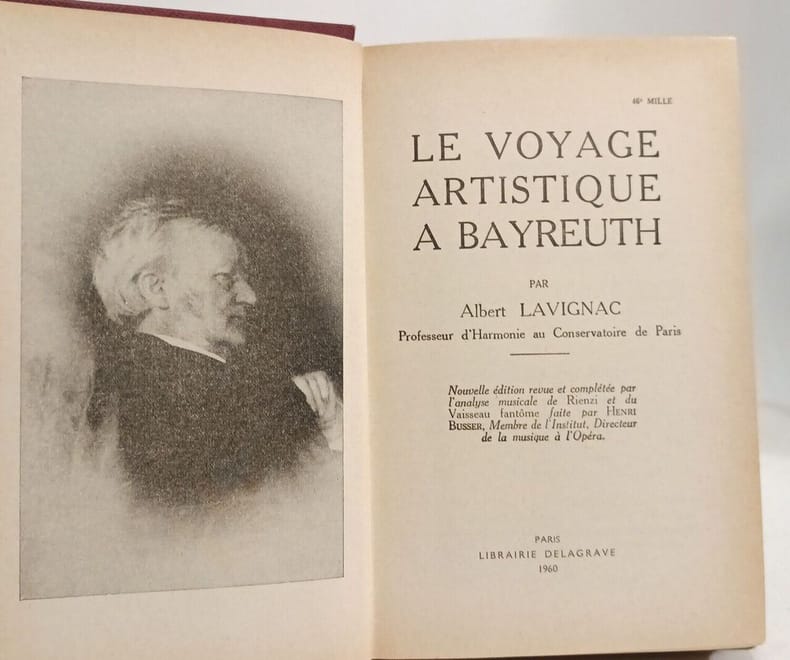 46e MILLE
LE VOYAGE
ARTISTIQUE
A BAYREUTH
PAR
Albert LAVIGNAC
Professeur d'Harmonie au Conservatoire de Paris
Nouvelle édition revue et complétée par
l'analyse musicale de Rienzi et du
Vaisseau fantôme faite par HENRI
BUSSER, Membre de l'Institut, Directeur
de la musique à l'Opéra.
PARIS
LIBRAIRIE DELAGRAVE
1960